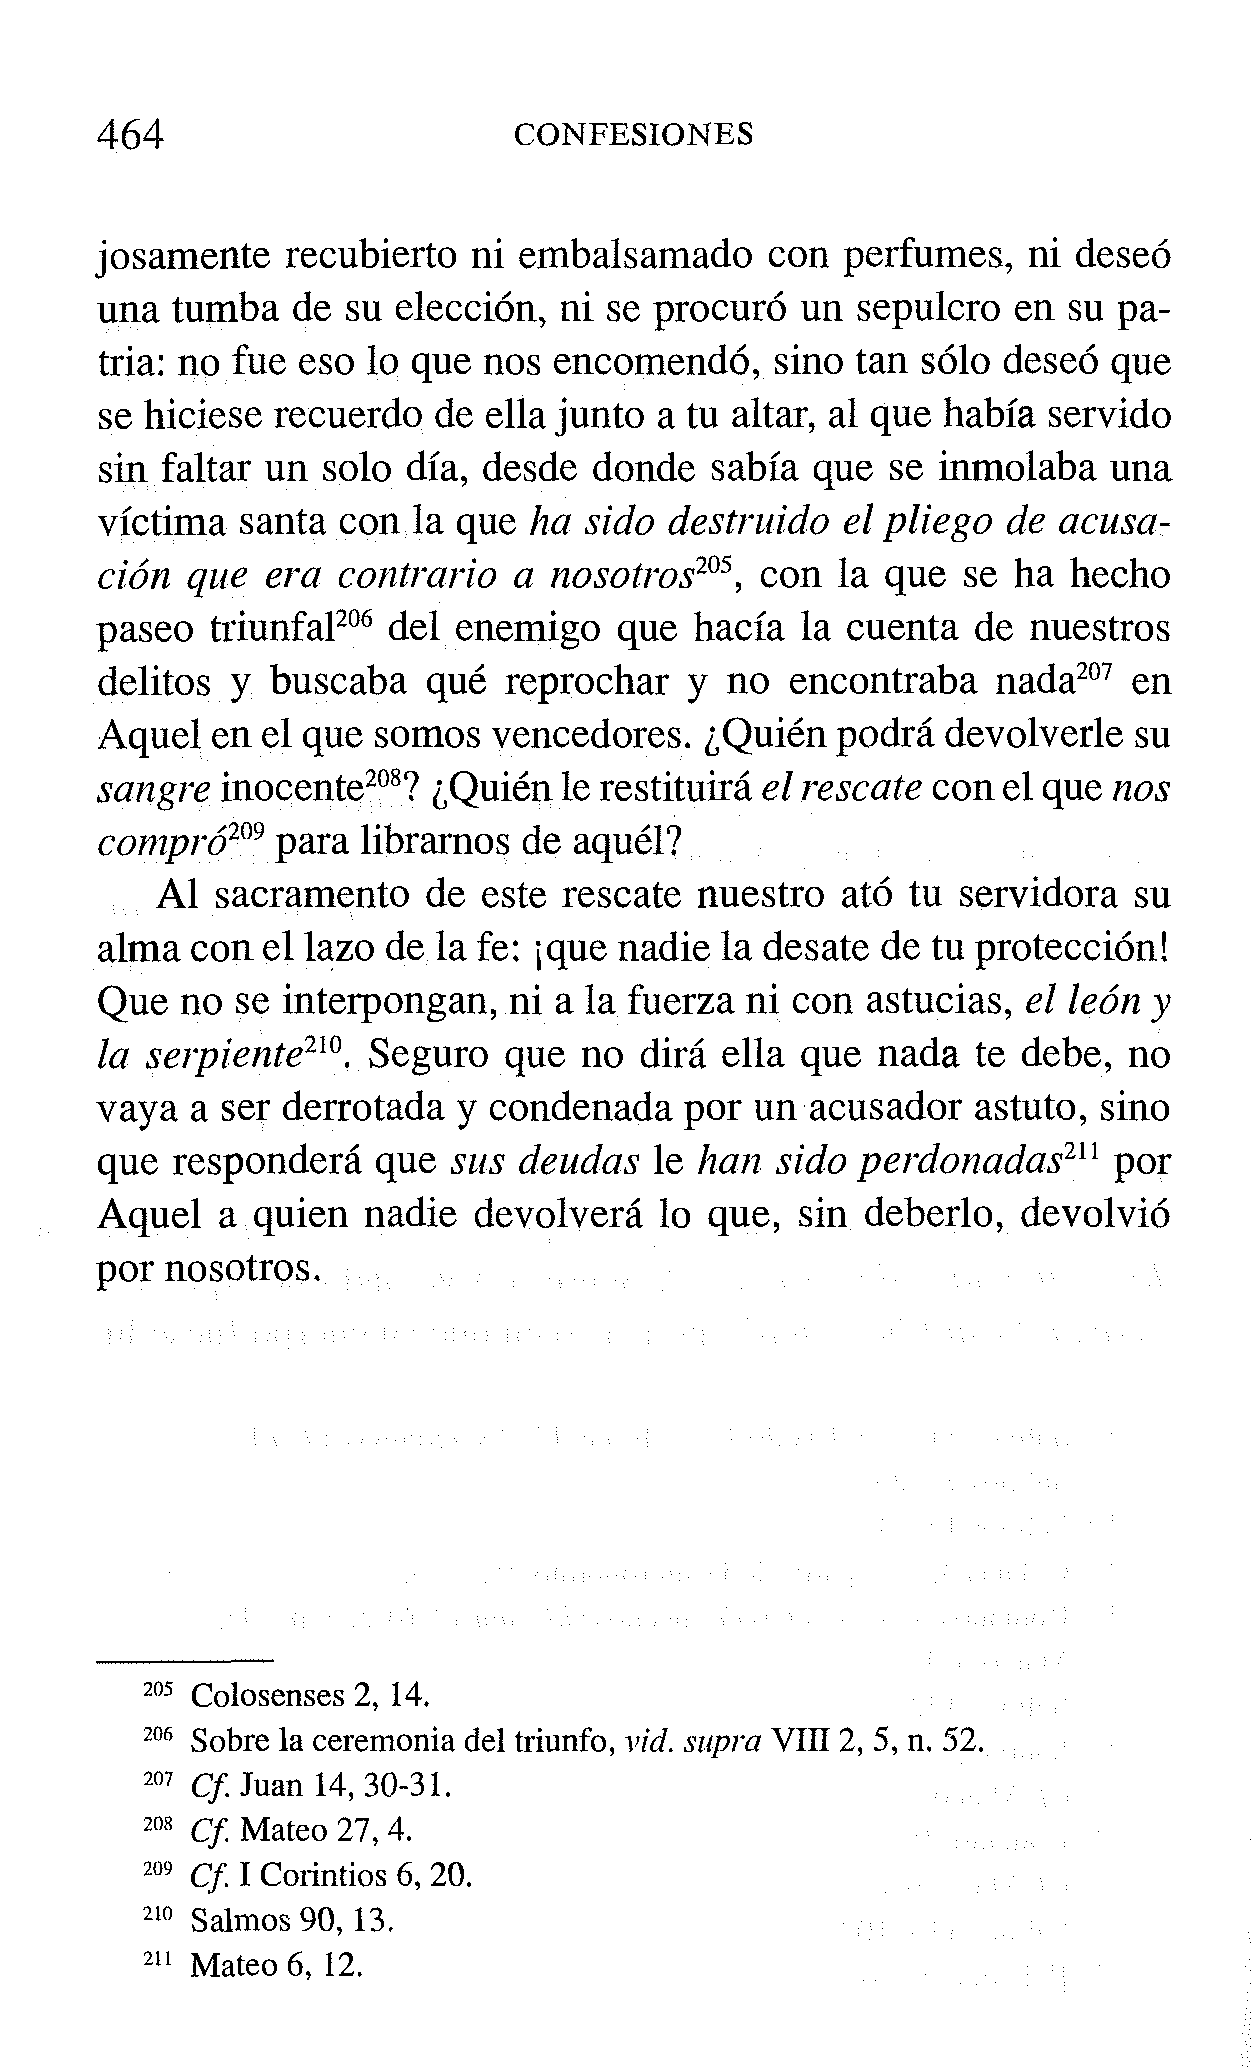 464 CONFESIONES
josamente recubierto ni embalsamado con perfumes, ni deseó
una tumba de su elección, ni se procuró un sepulcro en su pa-
tria: no fue eso lo que nos encomendó, sino tan sólo deseó que
se hiciese recuerdo de ella junto a tu altar, al que había servido
sin faltar un solo día, desde donde sabía que se inmolaba una
víctima santa con la que ha sido destruido el pliego de acusa-
ción que era contrario a nosotros²⁰⁵, con la que se ha hecho
paseo triunfal²⁰⁶ del enemigo que hacía la cuenta de nuestros
delitos y buscaba qué reprochar y no encontraba nada²⁰⁷ en
Aquel en el que somos vencedores. ¿Quién podrá devolverle su
sangre inocente²⁰⁸? ¿Quién le restituirá el rescate con el que nos
compró²⁰⁹ para librarnos de aquél?
Al sacramento de este rescate nuestro ató tu servidora su
alma con el lazo de la fe: ¡que nadie la desate de tu protección!
Que no se interpongan, ni a la fuerza ni con astucias, el león y
la serpiente²¹⁰. Seguro que no dirá ella que nada te debe, no
vaya a ser derrotada y condenada por un acusador astuto, sino
que responderá que sus deudas le han sido perdonadas²¹¹ por
Aquel a quien nadie devolverá lo que, sin deberlo, devolvió
por nosotros.
²⁰⁵ Colosenses 2, 14.
²⁰⁶ Sobre la ceremonia del triunfo, vid. supra VIII 2, 5, n. 52.
²⁰⁷ Cf. Juan 14, 30-31.
²⁰⁸ Cf. Mateo 27, 4.
²⁰⁹ Cf. I Corintios 6, 20.
²¹⁰ Salmos 90, 13.
²¹¹ Mateo 6, 12.